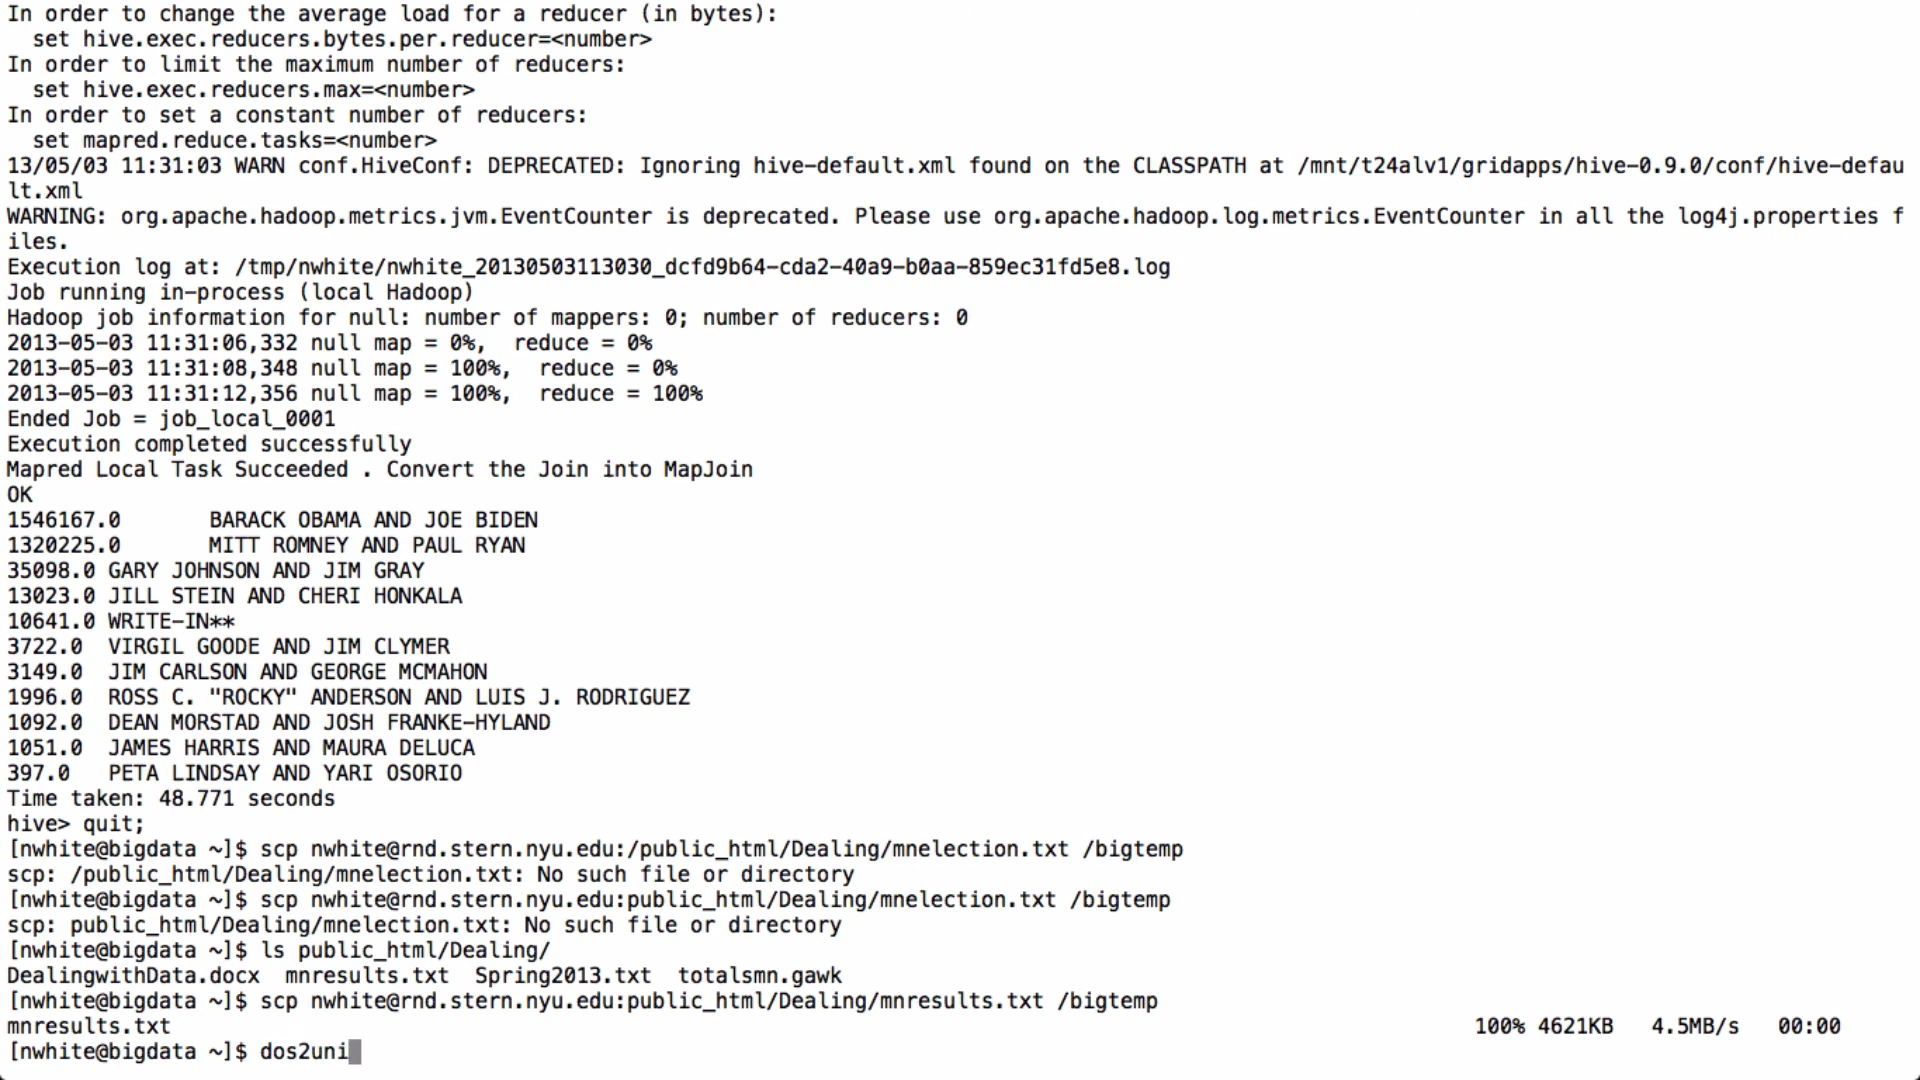 In order to change the average load for a reducer (in bytes):
  set hive.exec.reducers.bytes.per.reducer=<number>
In order to limit the maximum number of reducers:
  set hive.exec.reducers.max=<number>
In order to set a constant number of reducers:
  set mapred.reduce.tasks=<number>
13/05/03 11:31:03 WARN conf.HiveConf: DEPRECATED: Ignoring hive-default.xml found on the CLASSPATH at /mnt/t24alv1/gridapps/hive-0.9.0/conf/hive-defau
lt.xml
WARNING: org.apache.hadoop.metrics.jvm.EventCounter is deprecated. Please use org.apache.hadoop.log.metrics.EventCounter in all the log4j.properties f
iles.
Execution log at: /tmp/nwhite/nwhite_20130503113030_dcfd9b64-cda2-40a9-b0aa-859ec31fd5e8.log
Job running in-process (local Hadoop)
Hadoop job information for null: number of mappers: 0; number of reducers: 0
2013-05-03 11:31:06,332 null map = 0%,  reduce = 0%
2013-05-03 11:31:08,348 null map = 100%,  reduce = 0%
2013-05-03 11:31:12,356 null map = 100%,  reduce = 100%
Ended Job = job_local_0001
Execution completed successfully
Mapred Local Task Succeeded . Convert the Join into MapJoin
OK
1546167.0       BARACK OBAMA AND JOE BIDEN
1320225.0       MITT ROMNEY AND PAUL RYAN
35098.0 GARY JOHNSON AND JIM GRAY
13023.0 JILL STEIN AND CHERI HONKALA
10641.0 WRITE-IN**
3722.0  VIRGIL GOODE AND JIM CLYMER
3149.0  JIM CARLSON AND GEORGE MCMAHON
1996.0  ROSS C. "ROCKY" ANDERSON AND LUIS J. RODRIGUEZ
1092.0  DEAN MORSTAD AND JOSH FRANKE-HYLAND
1051.0  JAMES HARRIS AND MAURA DELUCA
397.0   PETA LINDSAY AND YARI OSORIO
Time taken: 48.771 seconds
hive> quit;
[nwhite@bigdata ~]$ scp nwhite@rnd.stern.nyu.edu:/public_html/Dealing/mnelection.txt /bigtemp
scp: /public_html/Dealing/mnelection.txt: No such file or directory
[nwhite@bigdata ~]$ scp nwhite@rnd.stern.nyu.edu:public_html/Dealing/mnelection.txt /bigtemp
scp: public_html/Dealing/mnelection.txt: No such file or directory
[nwhite@bigdata ~]$ ls public_html/Dealing/
DealingwithData.docx  mnresults.txt  Spring2013.txt  totalsmn.gawk
[nwhite@bigdata ~]$ scp nwhite@rnd.stern.nyu.edu:public_html/Dealing/mnresults.txt /bigtemp
mnresults.txt 100% 4621KB   4.5MB/s   00:00
[nwhite@bigdata ~]$ dos2uni